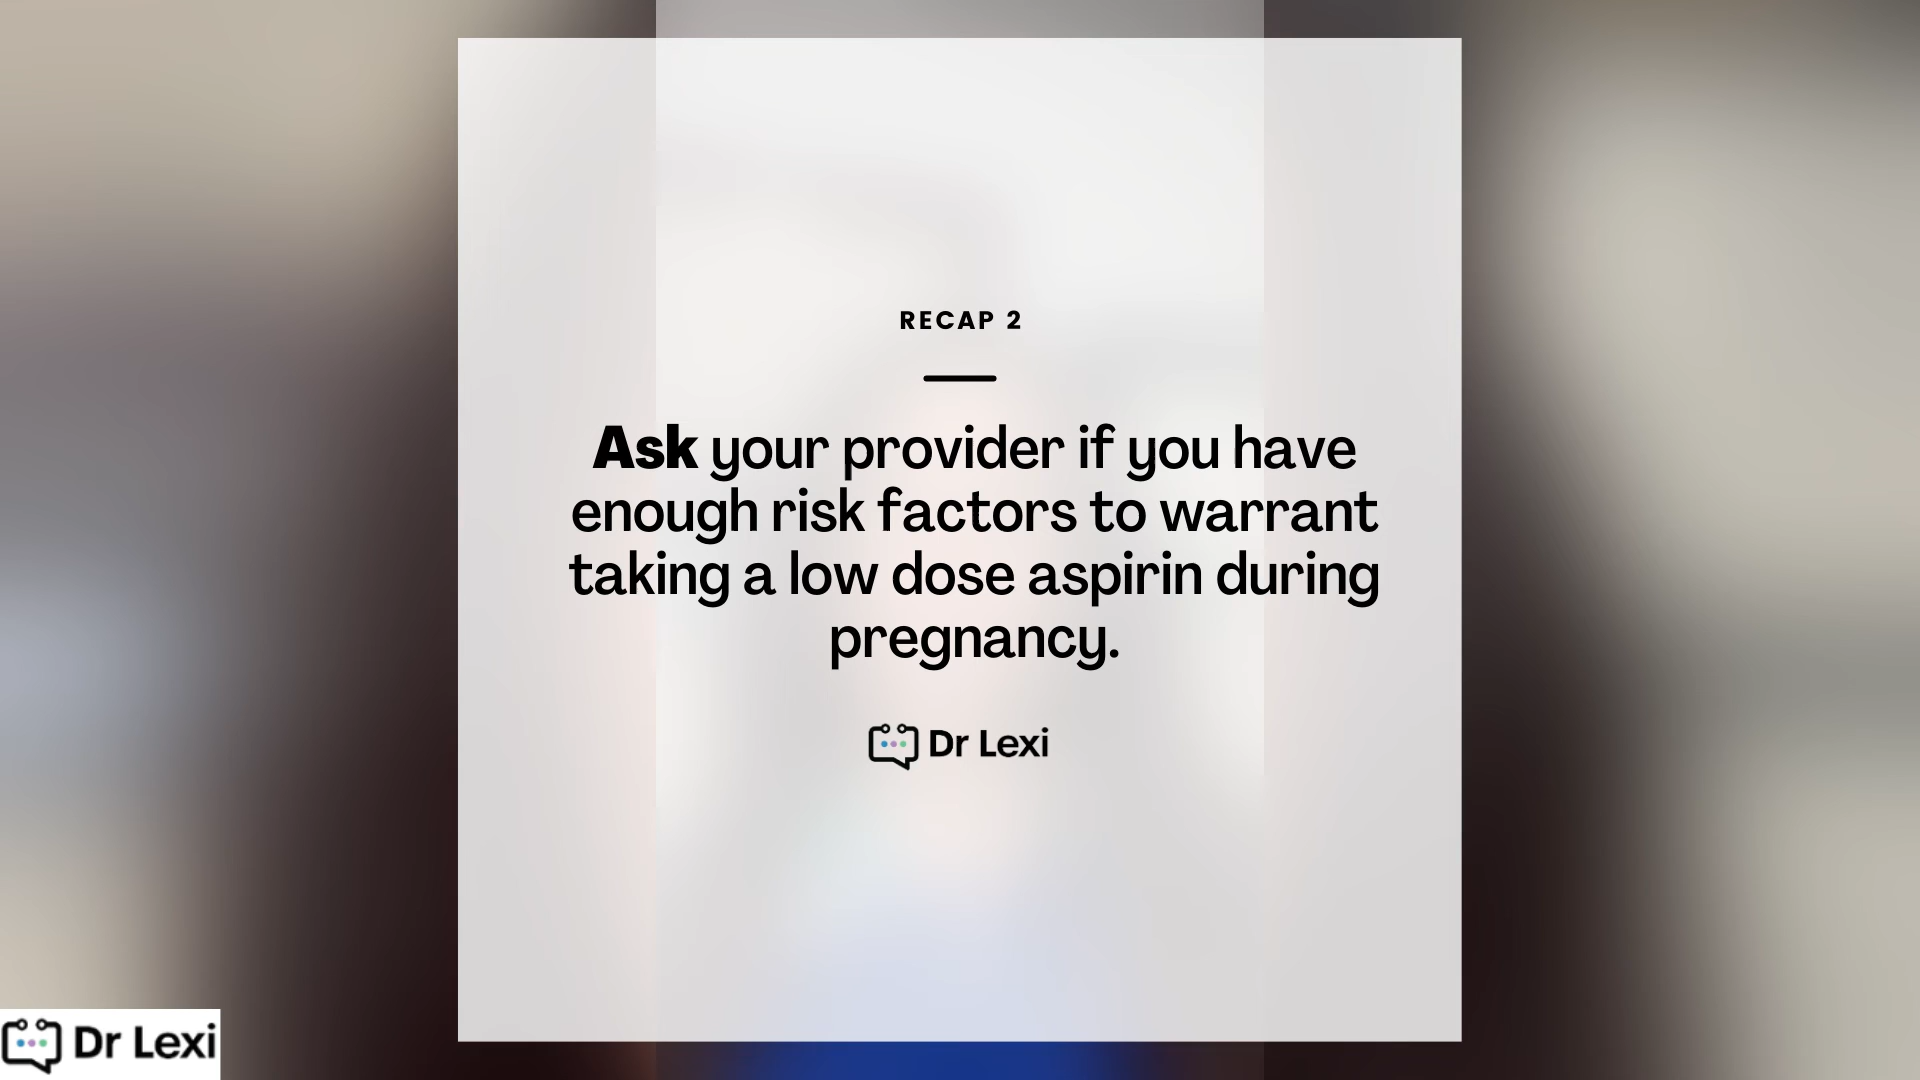 RECAP 2
Ask your provider if you have
enough risk factors to warrant
taking a low dose aspirin during
pregnancy.
Dr Lexi
Dr Lexi